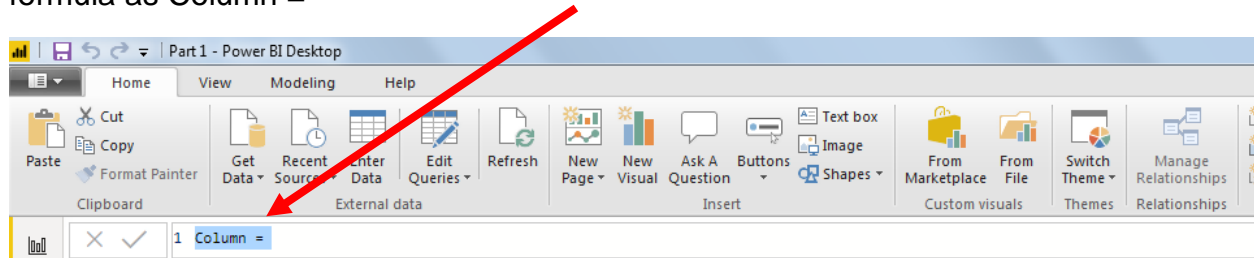 formula as Column =
Part 1 - Power BI Desktop
Home View Modeling Help
Paste
Cut
Copy
Format Painter
Clipboard
Get Data
Recent Sources
Enter Data
Edit Queries
Refresh
External data
New Page
New Visual
Ask A Question
Buttons
Text box
Image
Shapes
Insert
From Marketplace
From File
Custom visuals
Switch Theme
Themes
Manage Relationships
Relationships
1 Column =